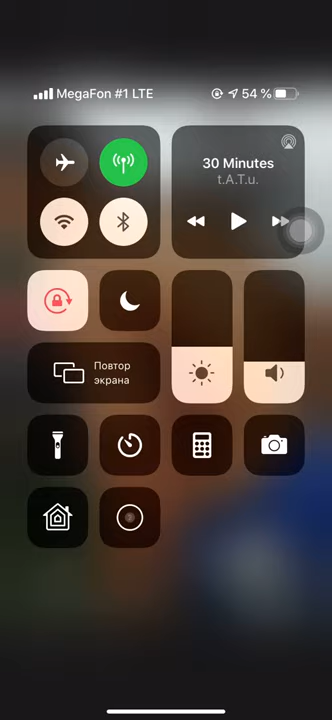 MegaFon #1 LTE
54 %
30 Minutes
t.A.T.u.
Повтор
экрана